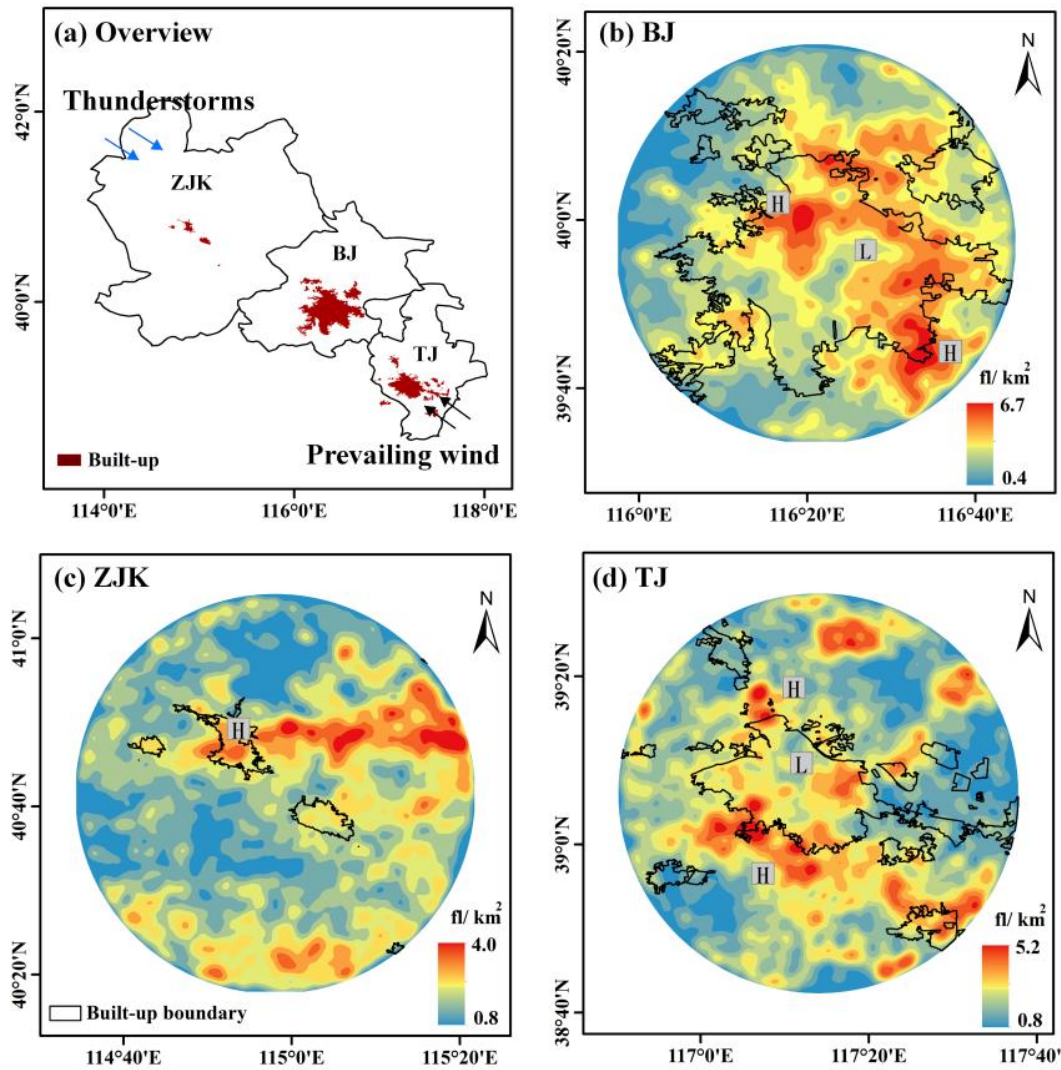 (a) Overview
42°0'N
40°0'N
Thunderstorms
ZJK
BJ
TJ
Prevailing wind
Built-up
114°0'E
116°0'E
118°0'E
(b) BJ
N
40°20'N
40°0'N
39°40'N
H
L
H
fl/ km²
6.7
0.4
116°0'E
116°20'E
116°40'E
(c) ZJK
N
41°0'N
40°40'N
40°20'N
H
fl/ km²
4.0
0.8
Built-up boundary
114°40'E
115°0'E
115°20'E
(d) TJ
N
39°20'N
39°0'N
38°40'N
H
L
H
fl/ km²
5.2
0.8
117°0'E
117°20'E
117°40'E